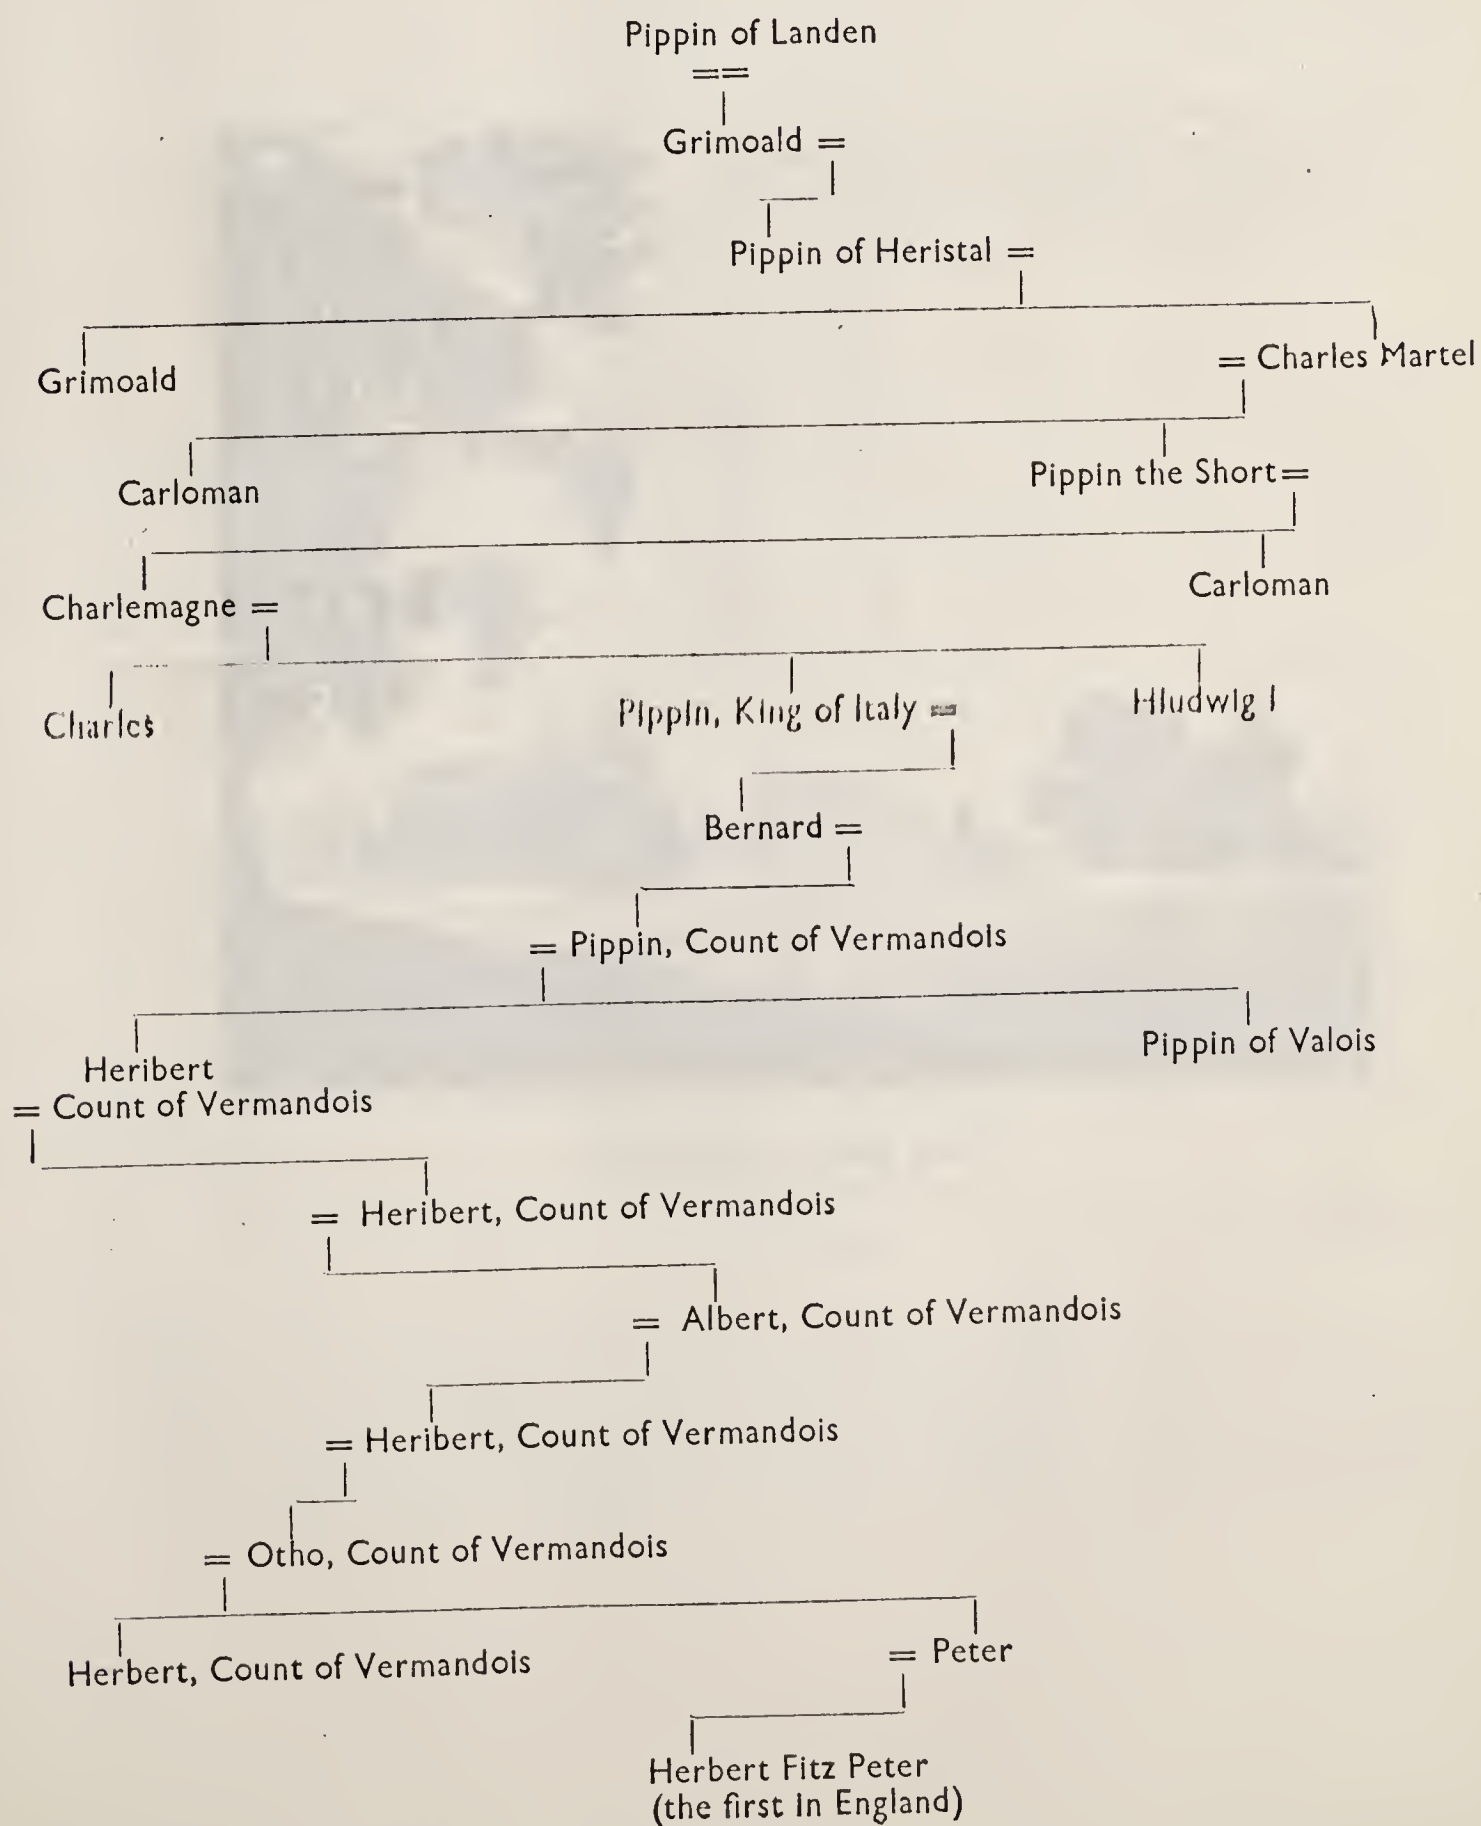 Pippin of Landen
==
Grimoald =
Pippin of Heristal =
Grimoald
= Charles Martel
Carloman
Pippin the Short=
Charlemagne =
Carloman
Charles
Pippin, King of Italy =
Hludwig I
Bernard =
= Pippin, Count of Vermandois
Heribert
= Count of Vermandois
Pippin of Valois
= Heribert, Count of Vermandois
= Albert, Count of Vermandois
= Heribert, Count of Vermandois
= Otho, Count of Vermandois
Herbert, Count of Vermandois
= Peter
Herbert Fitz Peter
(the first in England)